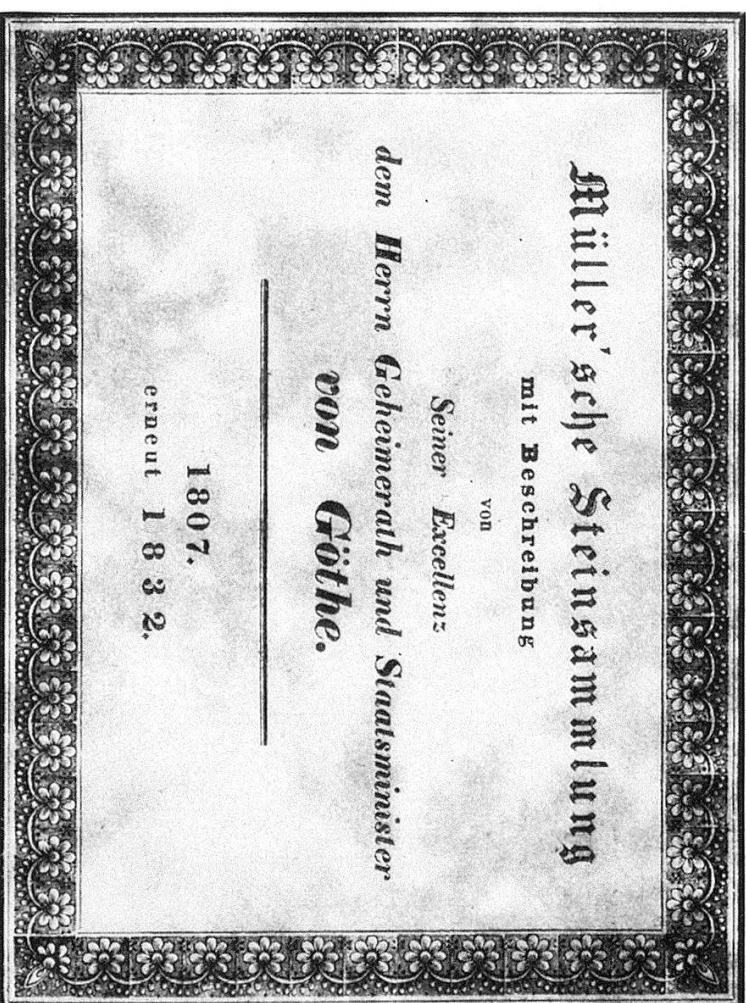 Müller'sche Steinsammlung
mit Beschreibung
von
Seiner Excellenz
dem Herrn Geheimerath und Staatsminister
von Göthe.
1807.
erneut 1832.